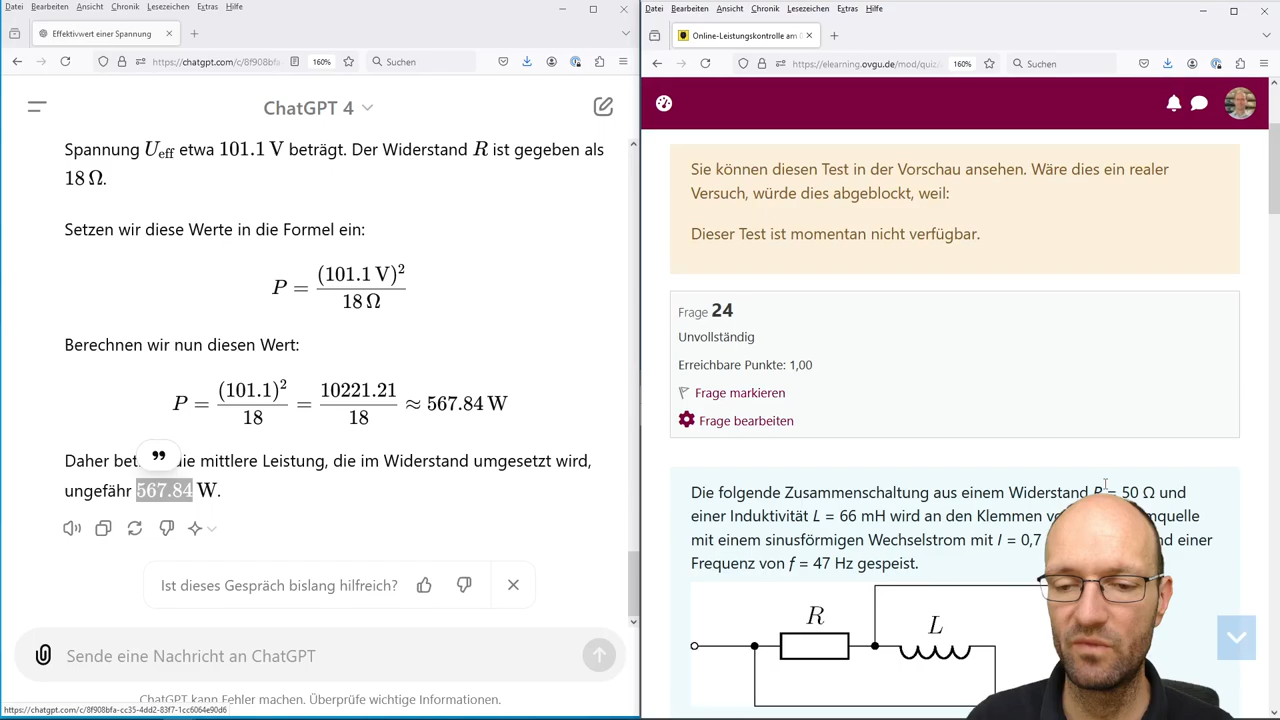 Datei Bearbeiten Ansicht Chronik Lesezeichen Extras Hilfe
Effektivwert einer Spannung
https://chatgpt.com/c/8f908bfa
160%
Suchen
ChatGPT 4
Spannung Ueff etwa 101.1 V beträgt. Der Widerstand R ist gegeben als
18 Ω.
Setzen wir diese Werte in die Formel ein:
P = (101.1 V)² / 18 Ω
Berechnen wir nun diesen Wert:
P = (101.1)² / 18 = 10221.21 / 18 ≈ 567.84 W
Daher die mittlere Leistung, die im Widerstand umgesetzt wird,
ungefähr 567.84 W.
Ist dieses Gespräch bislang hilfreich?
Sende eine Nachricht an ChatGPT
ChatGPT kann Fehler machen. Überprüfe wichtige Informationen.
https://chatgpt.com/c/8f908bfa-cc35-4dd2-83f7-1cc6064e90d6
Datei Bearbeiten Ansicht Chronik Lesezeichen Extras Hilfe
Online-Leistungskontrolle am
https://elearning.ovgu.de/mod/quiz
160%
Suchen
Sie können diesen Test in der Vorschau ansehen. Wäre dies ein realer
Versuch, würde dies abgeblockt, weil:
Dieser Test ist momentan nicht verfügbar.
Frage 24
Unvollständig
Erreichbare Punkte: 1,00
Frage markieren
Frage bearbeiten
Die folgende Zusammenschaltung aus einem Widerstand R = 50 Ω und
einer Induktivität L = 66 mH wird an den Klemmen
mit einem sinusförmigen Wechselstrom mit I = 0,7 einer
Frequenz von f = 47 Hz gespeist.
R
L